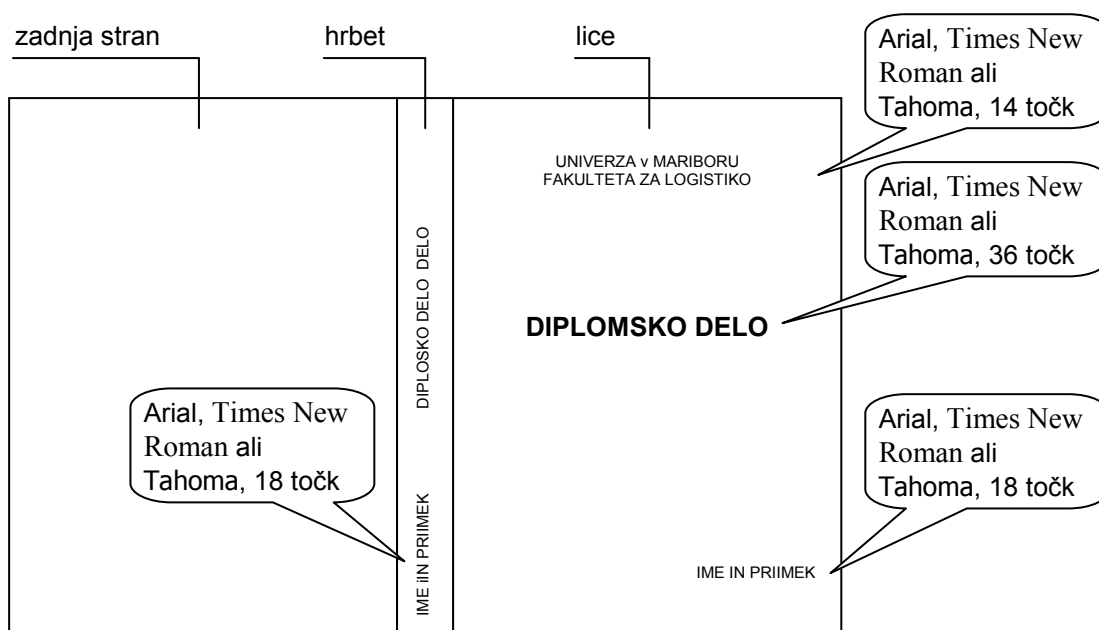 zadnja stran
hrbet
lice
Arial, Times New
Roman ali
Tahoma, 14 točk
UNIVERZA v MARIBORU
FAKULTETA ZA LOGISTIKO
Arial, Times New
Roman ali
Tahoma, 36 točk
DIPLOSKO DELO DELO
DIPLOMSKO DELO
Arial, Times New
Roman ali
Tahoma, 18 točk
Arial, Times New
Roman ali
Tahoma, 18 točk
IME iIN PRIIMEK
IME IN PRIIMEK